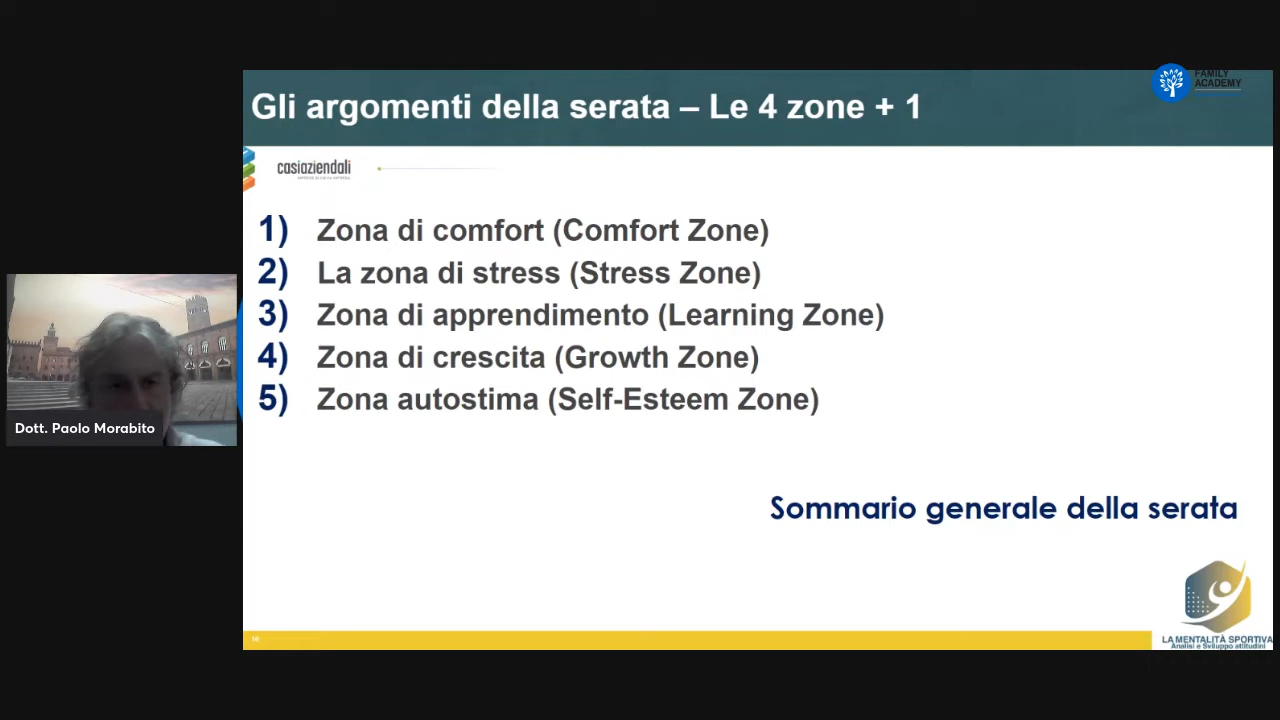 Gli argomenti della serata – Le 4 zone + 1
FAMILY
ACADEMY
casiaziendali
1) Zona di comfort (Comfort Zone)
2) La zona di stress (Stress Zone)
3) Zona di apprendimento (Learning Zone)
4) Zona di crescita (Growth Zone)
5) Zona autostima (Self-Esteem Zone)
Dott. Paolo Morabito
Sommario generale della serata
LA MENTALITÀ SPORTIVA
Analisi e Sviluppo attitudini